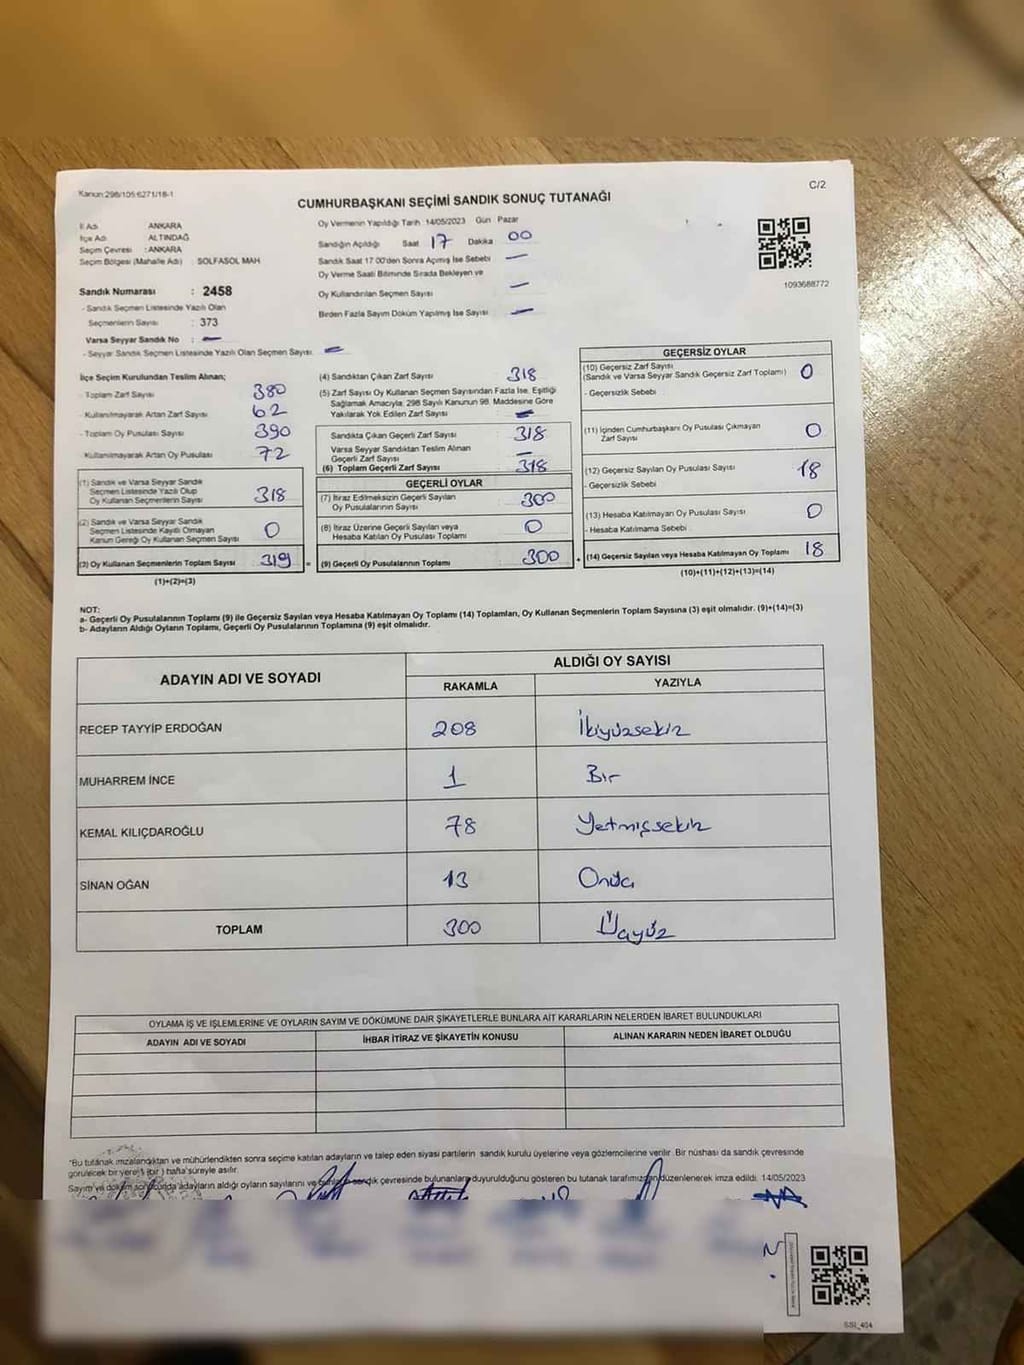 Kanun:298/105:6271/18-1
C/2
CUMHURBAŞKANI SEÇİMİ SANDIK SONUÇ TUTANAĞI
İl Adı ANKARA
İlçe Adı ALTINDAĞ
Seçim Çevresi : ANKARA
Seçim Bölgesi (Mahalle Adı) : SOLFASOL MAH
Sandık Numarası : 2458
- Sandık Seçmen Listesinde Yazılı Olan
Seçmenlerin Sayısı : 373
Varsa Seyyar Sandık No : —
- Seyyar Sandık Seçmen Listesinde Yazılı Olan Seçmen Sayısı: —
Oy Vermenin Yapıldığı Tarih 14/05/2023 Gün Pazar
Sandığın Açıldığı Saat 17 Dakika 00
Sandık Saat 17.00'den Sonra Açımış İse Sebebi —
Oy Verme Saati Bitiminde Sırada Bekleyen ve
Oy Kullandırılan Seçmen Sayısı —
Birden Fazla Sayım Döküm Yapılmış İse Sayısı —
1093688772
İlçe Seçim Kurulundan Teslim Alınan;
- Toplam Zarf Sayısı 380
- Kullanılmayarak Artan Zarf Sayısı 62
- Toplam Oy Pusulası Sayısı 390
- Kullanılmayarak Artan Oy Pusulası 72
(1) Sandık ve Varsa Seyyar Sandık
Seçmen Listesinde Yazılı Olup
Oy Kullanan Seçmenlerin Sayısı 318
(2) Sandık ve Varsa Seyyar Sandık
Seçmen Listesinde Kayıtlı Olmayan
Kanun Gereği Oy Kullanan Seçmen Sayısı 0
(3) Oy Kullanan Seçmenlerin Toplam Sayısı 319 =
(1)+(2)=(3)
(4) Sandıktan Çıkan Zarf Sayısı 318
(5) Zarf Sayısı Oy Kullanan Seçmen Sayısından Fazla İse, Eşitliği
Sağlamak Amacıyla; 298 Sayılı Kanunun 98. Maddesine Göre
Yakılarak Yok Edilen Zarf Sayısı —
Sandıkta Çıkan Geçerli Zarf Sayısı 318
Varsa Seyyar Sandıktan Teslim Alınan
Geçerli Zarf Sayısı —
(6) Toplam Geçerli Zarf Sayısı 318
GEÇERLİ OYLAR
(7) İtiraz Edilmeksizin Geçerli Sayılan
Oy Pusulalarının Sayısı 300
(8) İtiraz Üzerine Geçerli Sayılan veya
Hesaba Katılan Oy Pusulası Toplamı 0
(9) Geçerli Oy Pusulalarının Toplamı 300 +
GEÇERSİZ OYLAR
(10) Geçersiz Zarf Sayısı
(Sandık ve Varsa Seyyar Sandık Geçersiz Zarf Toplamı) 0
- Geçersizlik Sebebi :
(11) İçinden Cumhurbaşkanı Oy Pusulası Çıkmayan
Zarf Sayısı 0
(12) Geçersiz Sayılan Oy Pusulası Sayısı 18
- Geçersizlik Sebebi :
(13) Hesaba Katılmayan Oy Pusulası Sayısı 0
- Hesaba Katılmama Sebebi :
(14) Geçersiz Sayılan veya Hesaba Katılmayan Oy Toplamı 18
(10)+(11)+(12)+(13)=(14)
NOT:
a- Geçerli Oy Pusulalarının Toplamı (9) ile Geçersiz Sayılan veya Hesaba Katılmayan Oy Toplamı (14) Toplamları, Oy Kullanan Seçmenlerin Toplam Sayısına (3) eşit olmalıdır. (9)+(14)=(3)
b- Adayların Aldığı Oyların Toplamı, Geçerli Oy Pusulalarının Toplamına (9) eşit olmalıdır.
ADAYIN ADI VE SOYADI
ALDIĞI OY SAYISI
RAKAMLA YAZIYLA
RECEP TAYYİP ERDOĞAN 208 İkiyüzsekiz
MUHARREM İNCE 1 Bir
KEMAL KILIÇDAROĞLU 78 Yetmişsekiz
SİNAN OĞAN 13 Onüç
TOPLAM 300 Üçyüz
OYLAMA İŞ VE İŞLEMLERİNE VE OYLARIN SAYIM VE DÖKÜMÜNE DAİR ŞİKAYETLERLE BUNLARA AİT KARARLARIN NELERDEN İBARET BULUNDUKLARI
ADAYIN ADI VE SOYADI İHBAR İTİRAZ VE ŞİKAYETİN KONUSU ALINAN KARARIN NEDEN İBARET OLDUĞU
*Bu tutanak imzalandıktan ve mühürlendikten sonra seçime katılan adayların ve talep eden siyasi partilerin sandık kurulu üyelerine veya gözlemcilerine verilir. Bir nüshası da sandık çevresinde
görülecek bir yere 1 (bir) hafta süreyle asılır.
Sayım ve döküm sonucunda adayların aldığı oyların sayılarını ve bunların sandık çevresinde bulunanlara duyurulduğunu gösteren bu tutanak tarafımızdan düzenlenerek imza edildi. 14/05/2023
SSİ_404